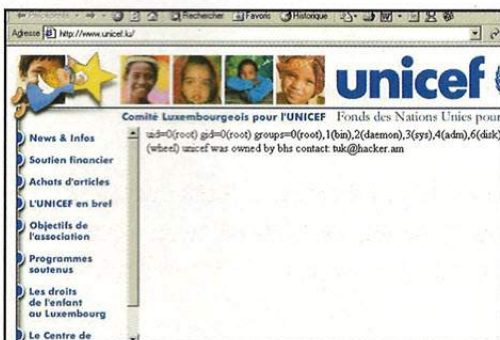 Précédente
Rechercher Favoris Historique
Adresse http://www.unicef.lu/
unicef
Comité Luxembourgeois pour l'UNICEF Fonds des Nations Unies pour
News & Infos
Soutien financier
Achats d'articles
L'UNICEF en bref
Objectifs de
l'association
Programmes
soutenus
Les droits
de l'enfant
au Luxembourg
Le Centre de
uid=0(root) gid=0(root) groups=0(root),1(bin),2(daemon),3(sys),4(adm),6(disk)
(wheel) unicef was owned by bhs contact: tuk@hacker.am